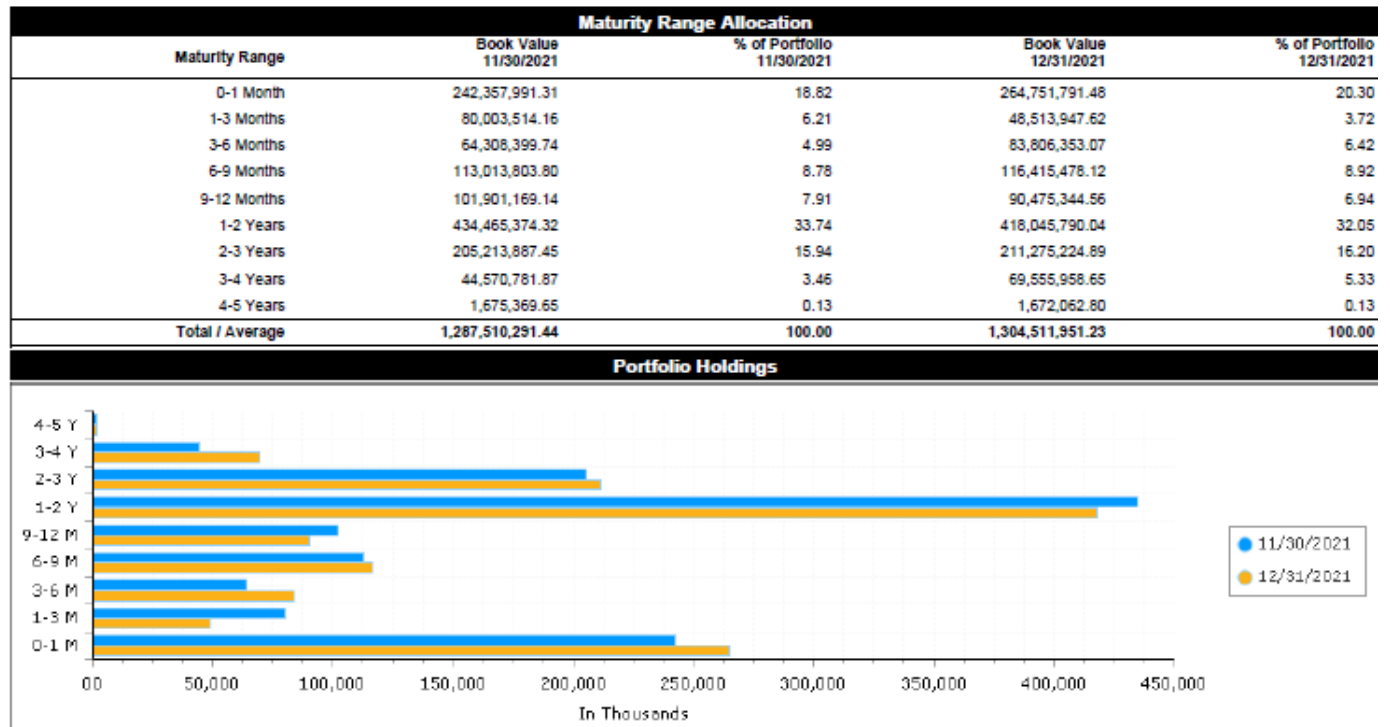 Maturity Range Allocation
Maturity Range Book Value 11/30/2021 % of Portfolio 11/30/2021 Book Value 12/31/2021 % of Portfolio 12/31/2021
0-1 Month 242,357,991.31 18.82 264,751,791.48 20.30
1-3 Months 80,003,514.16 6.21 48,513,947.62 3.72
3-6 Months 64,308,399.74 4.99 83,806,353.07 6.42
6-9 Months 113,013,803.80 8.78 116,415,478.12 8.92
9-12 Months 101,901,169.14 7.91 90,475,344.56 6.94
1-2 Years 434,465,374.32 33.74 418,045,790.04 32.05
2-3 Years 205,213,887.45 15.94 211,275,224.89 16.20
3-4 Years 44,570,781.87 3.46 69,555,958.65 5.33
4-5 Years 1,675,369.65 0.13 1,672,062.80 0.13
Total / Average 1,287,510,291.44 100.00 1,304,511,951.23 100.00
Portfolio Holdings
4-5 Y
3-4 Y
2-3 Y
1-2 Y
9-12 M
6-9 M
3-6 M
1-3 M
0-1 M
00 50,000 100,000 150,000 200,000 250,000 300,000 350,000 400,000 450,000
In Thousands
11/30/2021
12/31/2021